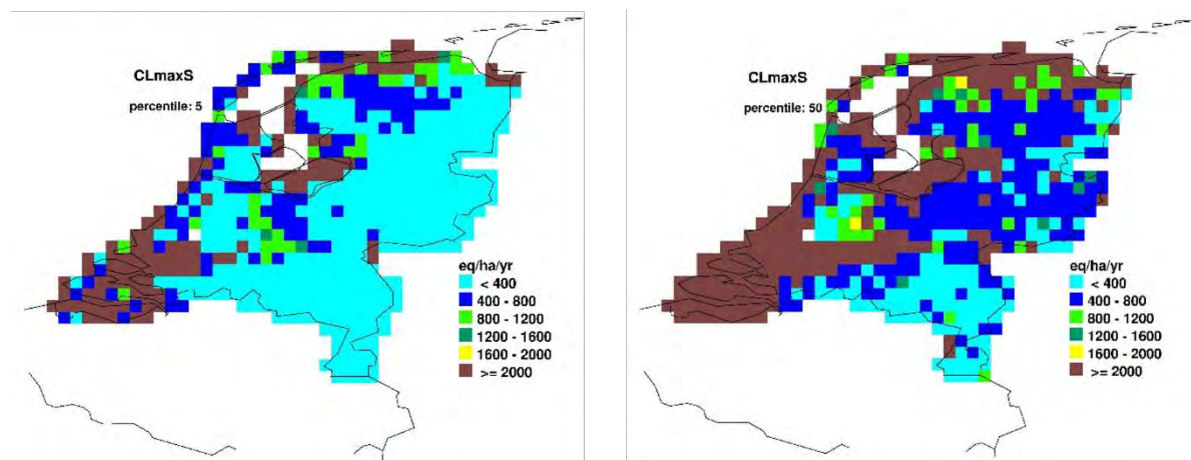 CLmaxS
percentile: 5
eq/ha/yr
< 400
400 - 800
800 - 1200
1200 - 1600
1600 - 2000
>= 2000
CLmaxS
percentile: 50
eq/ha/yr
< 400
400 - 800
800 - 1200
1200 - 1600
1600 - 2000
>= 2000